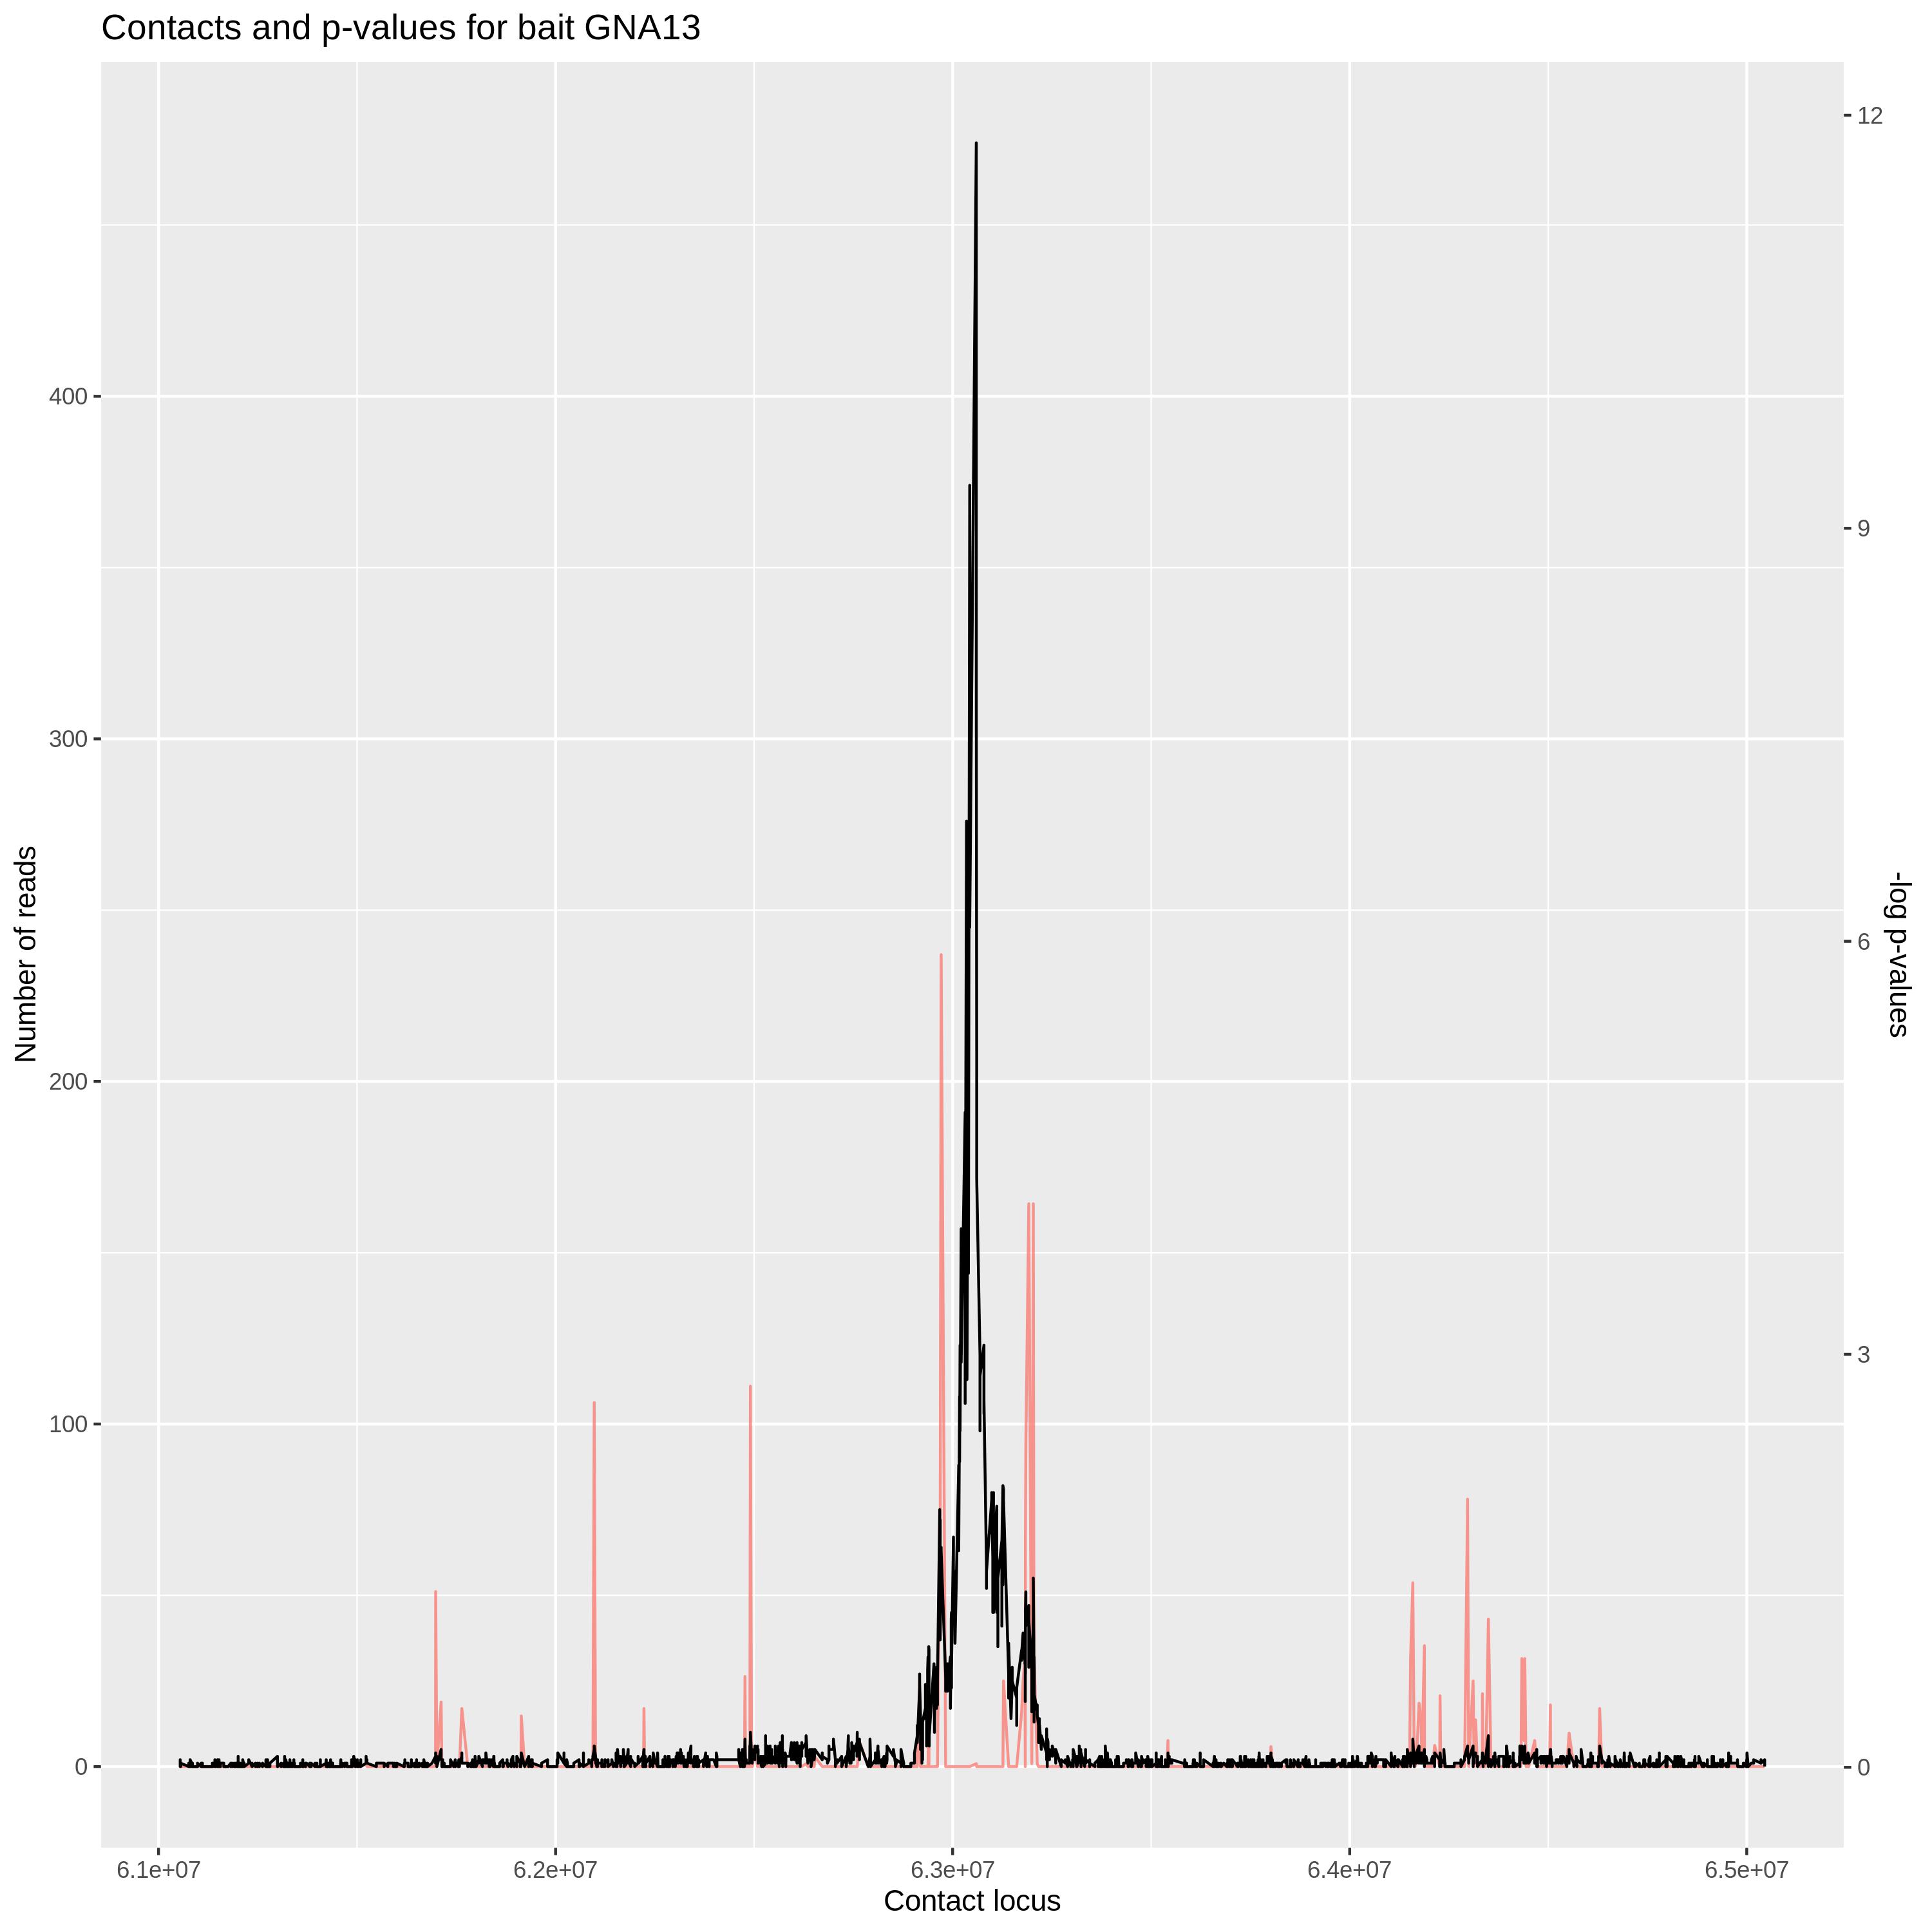 Contacts and p-values for bait GNA13
12
9
6
3
0
-log p-values
400
300
200
100
0
Number of reads
6.1e+07
6.2e+07
6.3e+07
6.4e+07
6.5e+07
Contact locus